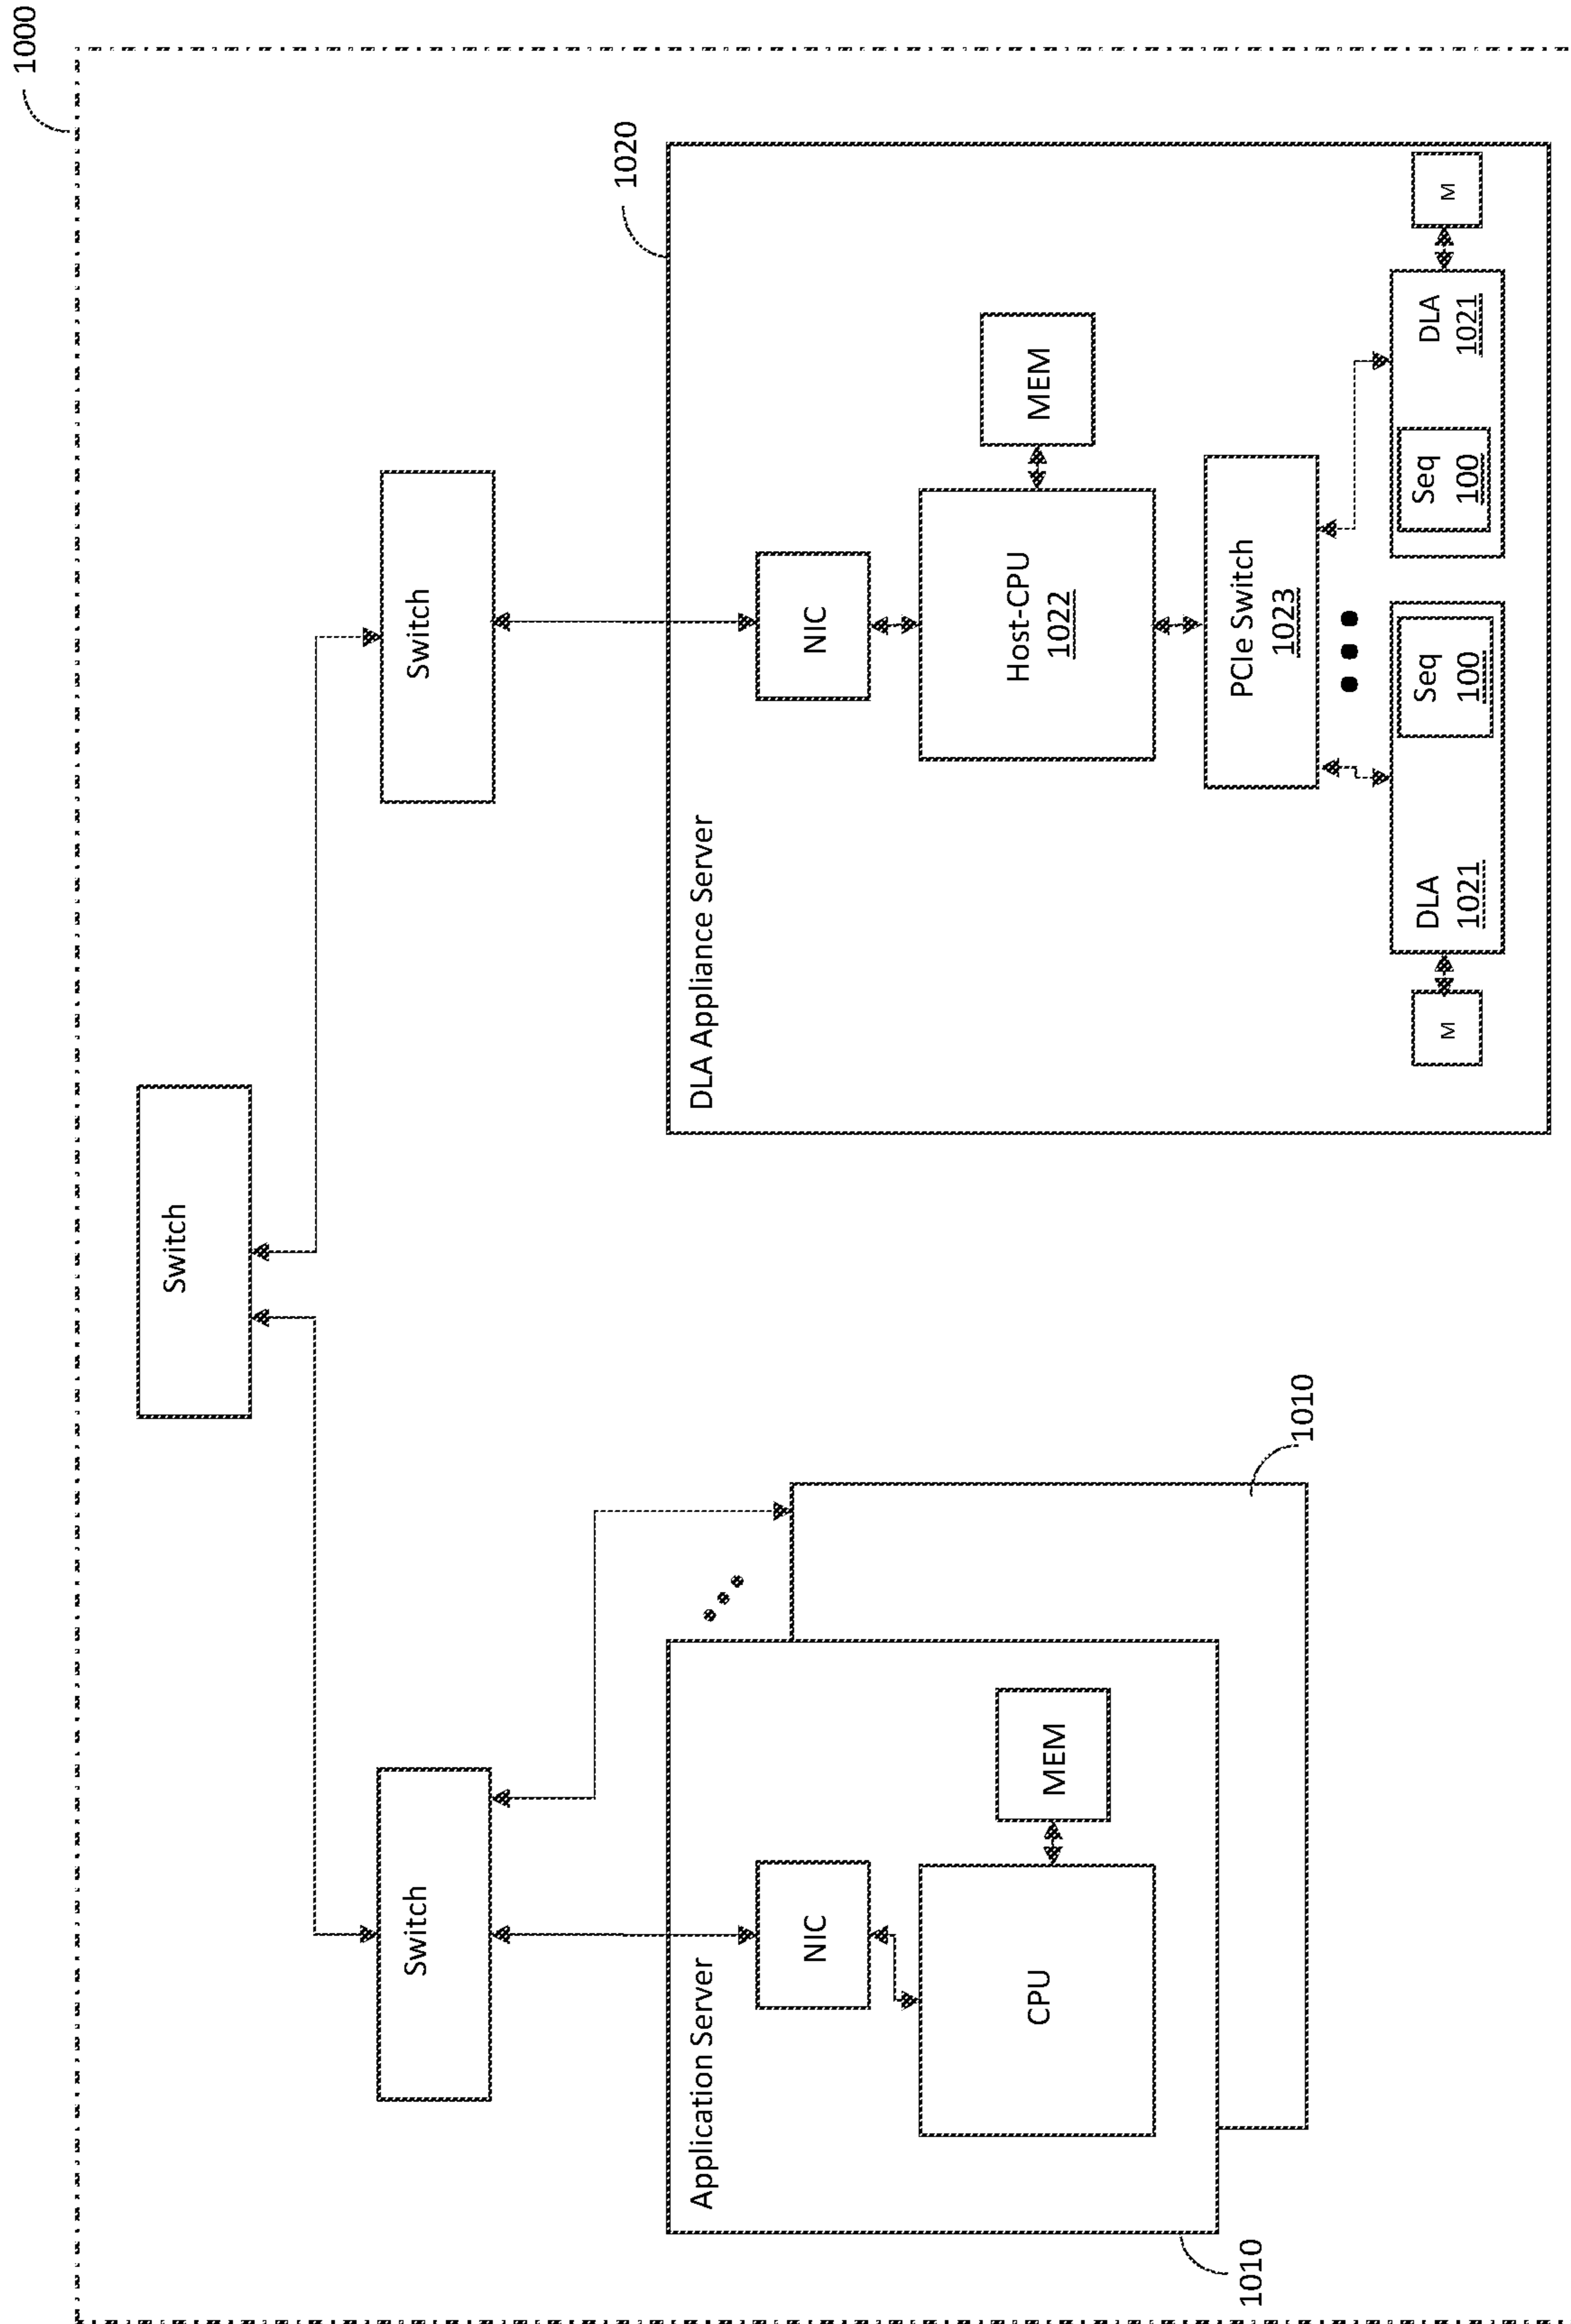 1000
Switch
Switch
Switch
1020
Application Server
NIC
CPU
MEM
1010
1010
DLA Appliance Server
NIC
Host-CPU
1022
MEM
PCIe Switch
1023
M
DLA
1021
Seq
100
Seq
100
DLA
1021
M